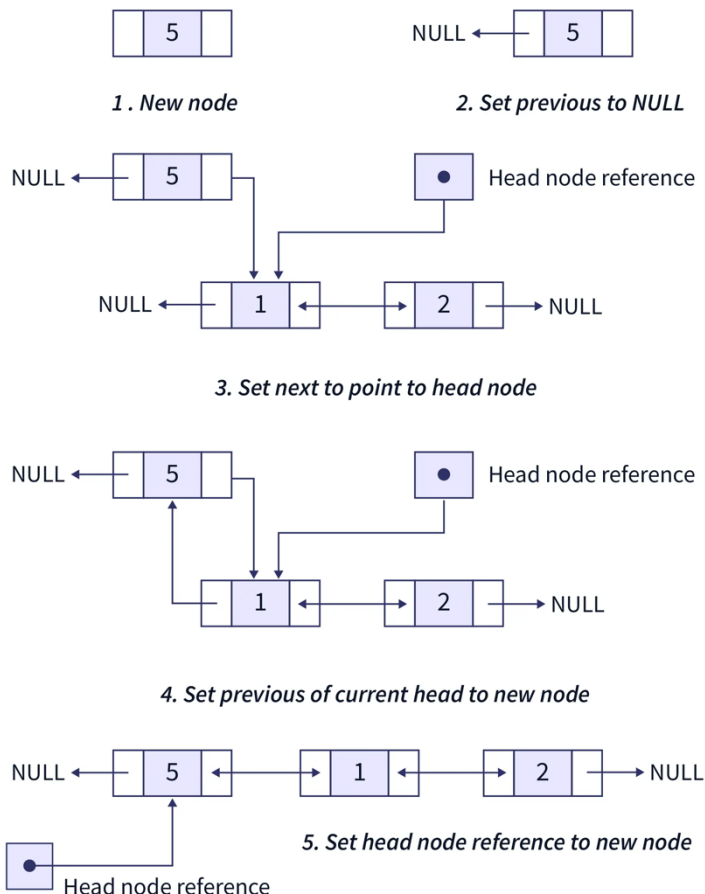 5
NULL 5
1 . New node
2. Set previous to NULL
NULL 5
Head node reference
NULL 1 2 NULL
3. Set next to point to head node
NULL 5
Head node reference
1 2 NULL
4. Set previous of current head to new node
NULL 5 1 2 NULL
5. Set head node reference to new node
Head node reference